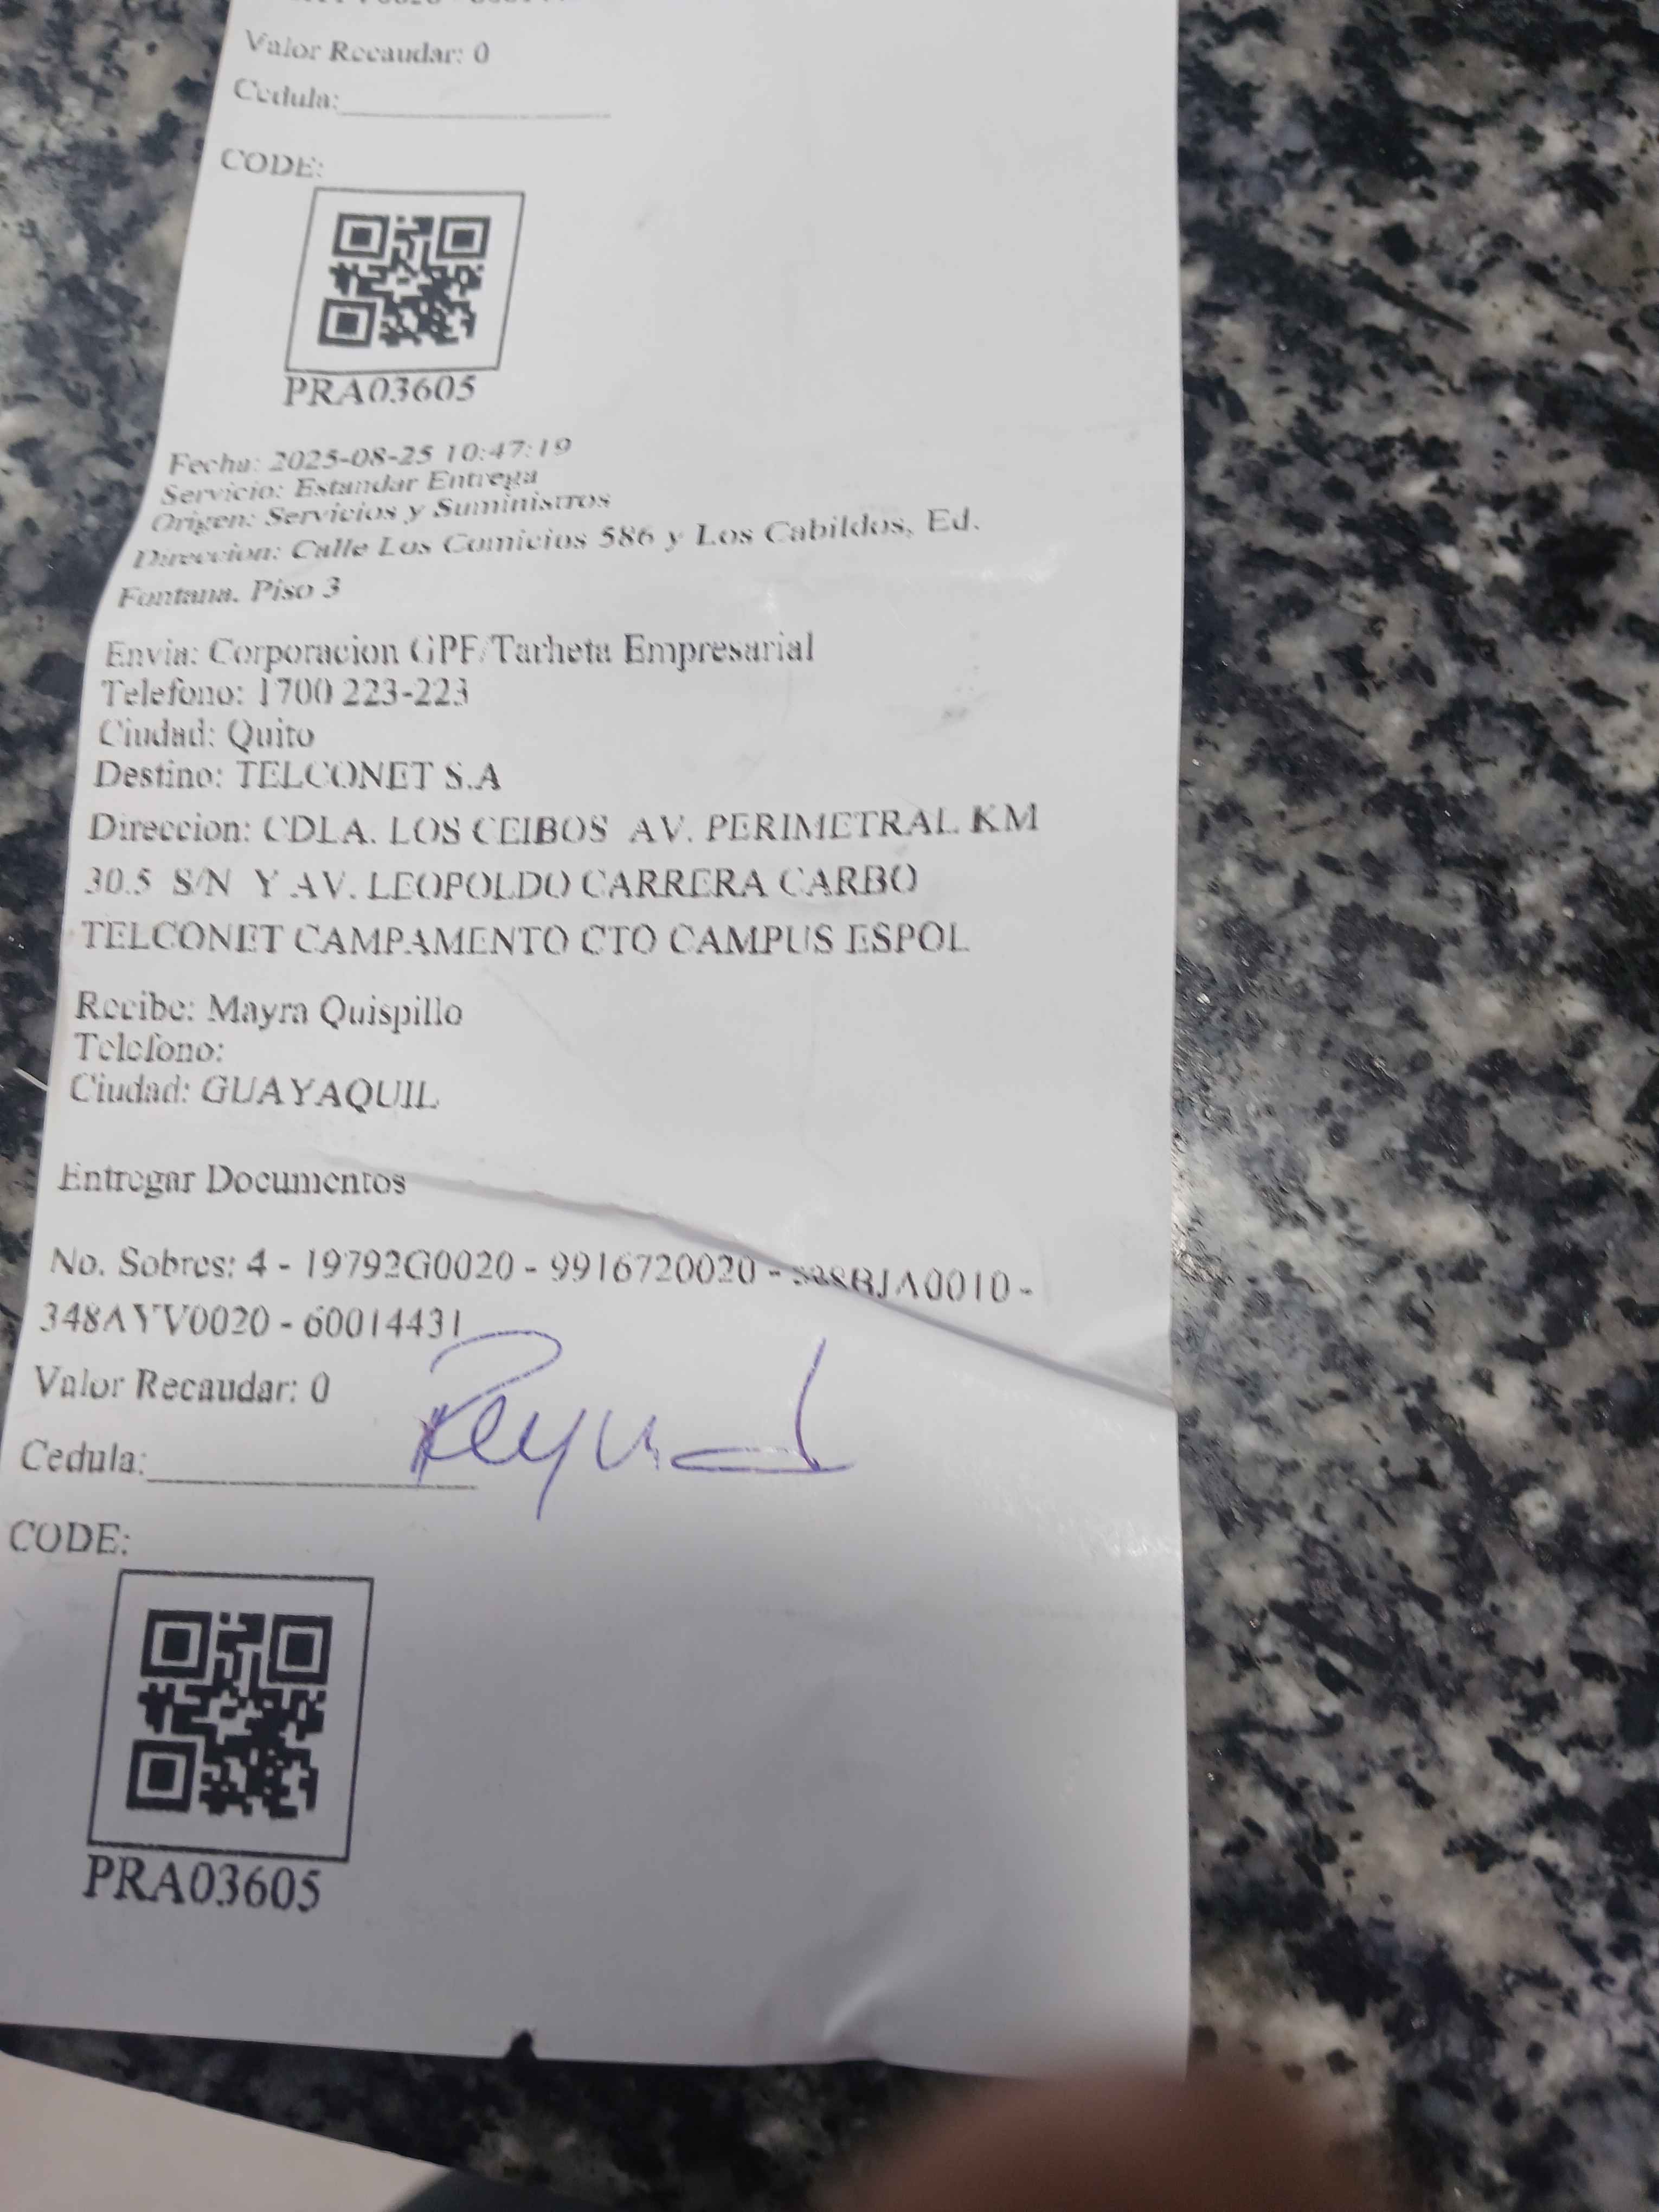 Valor Recaudar: 0
Cedula:
CODE:
PRA03605
Fecha: 2025-08-25 10:47:19
Servicio: Estandar Entrega
Origen: Servicios y Suministros
Direccion: Calle Los Comicios 586 y Los Cabildos, Ed.
Fontana. Piso 3
Envia: Corporacion GPF/Tarheta Empresarial
Telefono: 1700 223-223
Ciudad: Quito
Destino: TELCONET S.A
Direccion: CDLA. LOS CEIBOS AV. PERIMETRAL KM
30.5 S/N Y AV. LEOPOLDO CARRERA CARBO
TELCONET CAMPAMENTO CTO CAMPUS ESPOL
Recibe: Mayra Quispillo
Telefono:
Ciudad: GUAYAQUIL
Entregar Documentos
No. Sobres: 4 - 19792G0020 - 9916720020 -
348AYV0020 - 60014431
Valor Recaudar: 0
Cedula:
CODE:
PRA03605